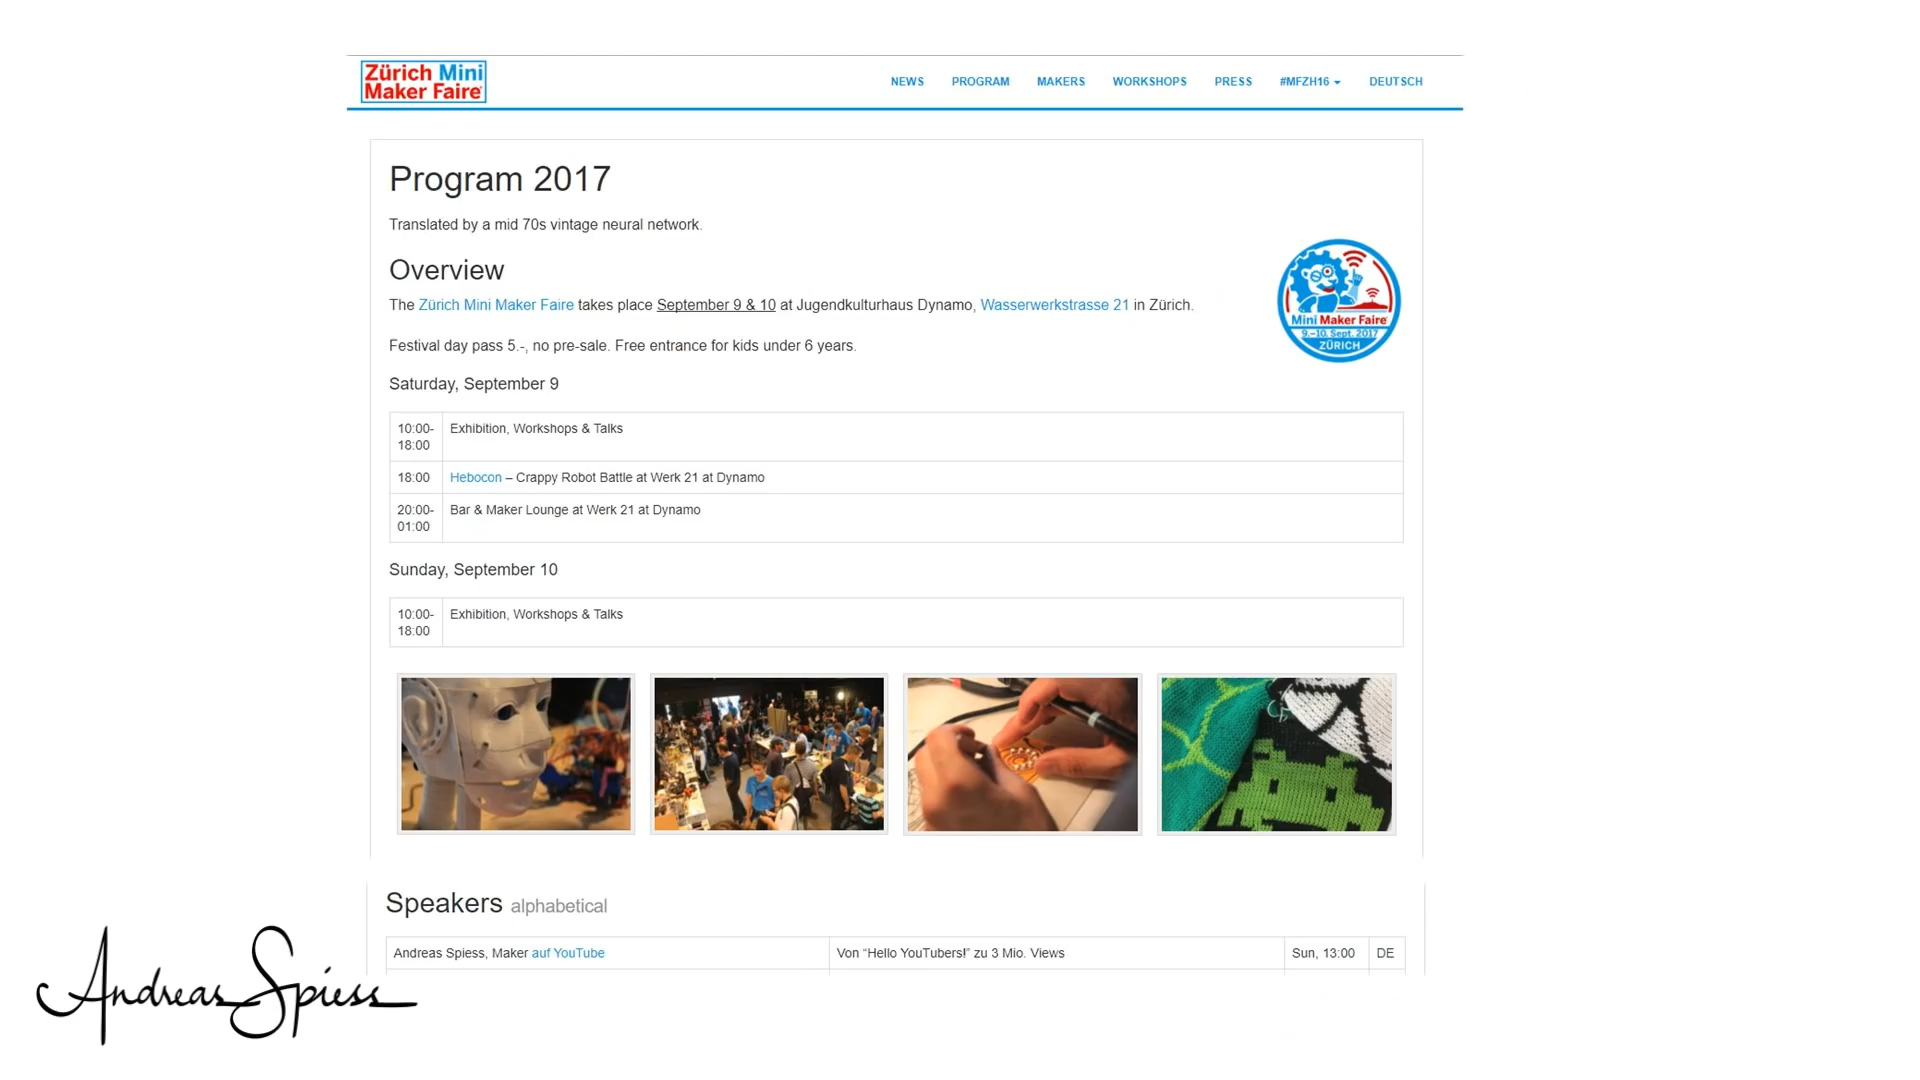 Zürich Mini
Maker Faire
NEWS PROGRAM MAKERS WORKSHOPS PRESS #MFZH16 DEUTSCH
Program 2017
Translated by a mid 70s vintage neural network.
Overview
The Zürich Mini Maker Faire takes place September 9 & 10 at Jugendkulturhaus Dynamo, Wasserwerkstrasse 21 in Zürich.
Festival day pass 5.-, no pre-sale. Free entrance for kids under 6 years.
Mini Maker Faire
9.–10. Sept. 2017
ZÜRICH
Saturday, September 9
10:00-
18:00
Exhibition, Workshops & Talks
18:00
Hebocon – Crappy Robot Battle at Werk 21 at Dynamo
20:00-
01:00
Bar & Maker Lounge at Werk 21 at Dynamo
Sunday, September 10
10:00-
18:00
Exhibition, Workshops & Talks
Speakers alphabetical
Andreas Spiess, Maker auf YouTube Von “Hello YouTubers!” zu 3 Mio. Views Sun, 13:00 DE
Andreas Spiess